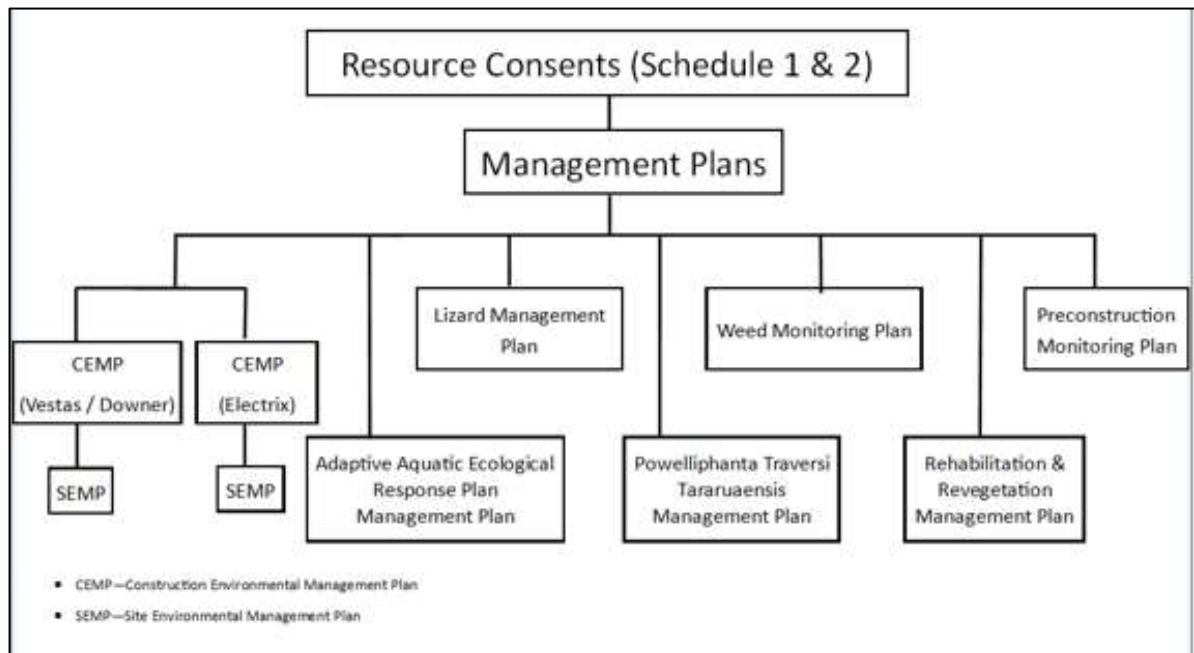 Resource Consents (Schedule 1 & 2)
Management Plans
CEMP
(Vestas / Downer)
CEMP
(Electrix)
Lizard Management
Plan
Weed Monitoring Plan
Preconstruction
Monitoring Plan
SEMP
SEMP
Adaptive Aquatic Ecological
Response Plan
Management Plan
Powelliphanta Traversi
Tararuaensis
Management Plan
Rehabilitation &
Revegetation
Management Plan
▪ CEMP—Construction Environmental Management Plan
▪ SEMP—Site Environmental Management Plan